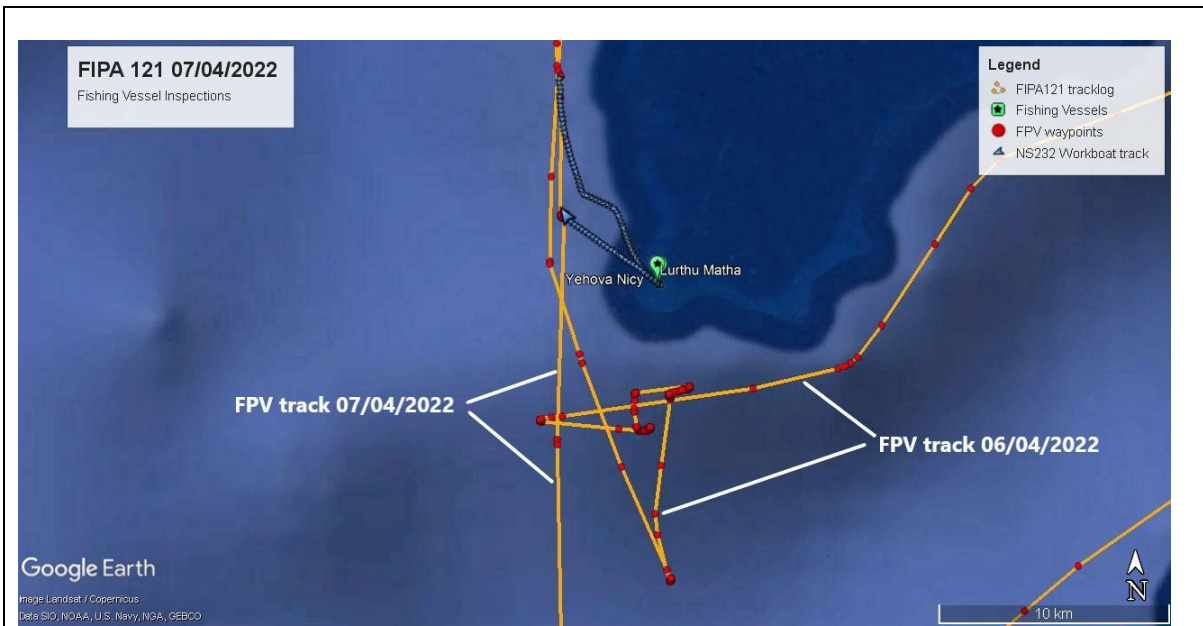 FIPA 121 07/04/2022
Fishing Vessel Inspections
Legend
FIPA121 tracklog
Fishing Vessels
FPV waypoints
NS232 Workboat track
Yehova Nicy
Lurthu Matha
FPV track 07/04/2022
FPV track 06/04/2022
Google Earth
Image Landsat / Copernicus
Data SIO, NOAA, U.S. Navy, NGA, GEBCO
N
10 km